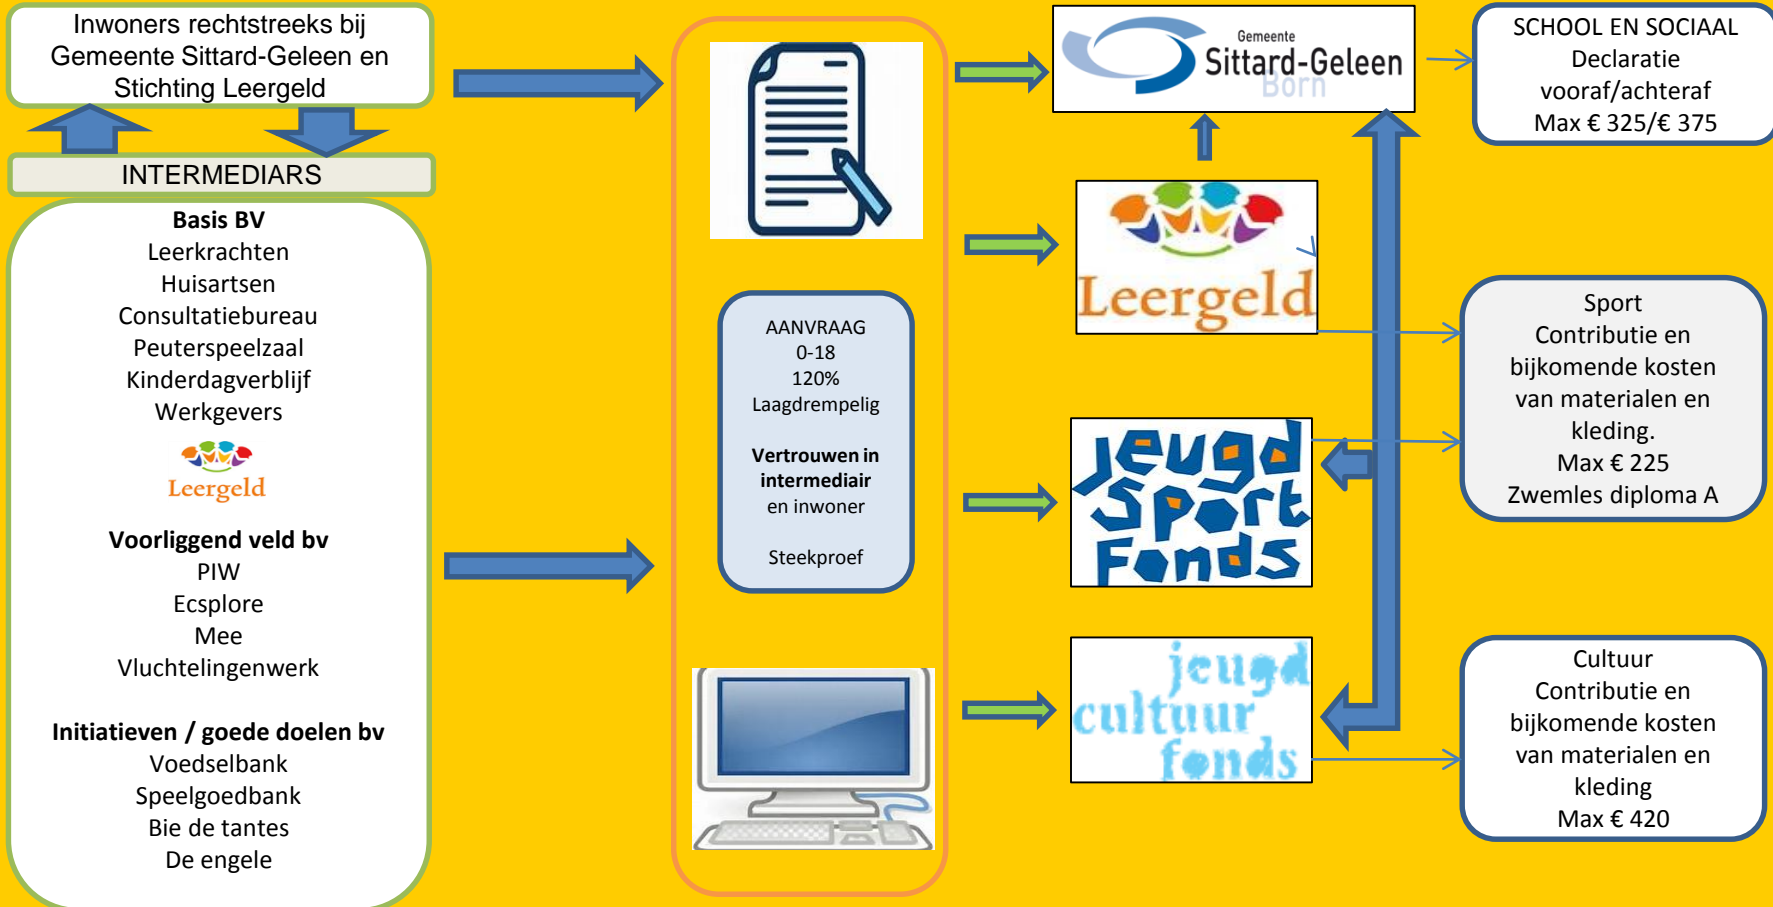 Inwoners rechtstreeks bij
Gemeente Sittard-Geleen en
Stichting Leergeld
INTERMEDIARS
Basis BV
Leerkrachten
Huisartsen
Consultatiebureau
Peuterspeelzaal
Kinderdagverblijf
Werkgevers
Leergeld
Voorliggend veld bv
PIW
Ecsplore
Mee
Vluchtelingenwerk
Initiatieven / goede doelen bv
Voedselbank
Speelgoedbank
Bie de tantes
De engele
AANVRAAG
0-18
120%
Laagdrempelig
Vertrouwen in
intermediair
en inwoner
Steekproef
Gemeente
Sittard-Geleen
Born
Leergeld
jeugd
sport
fonds
jeugd
cultuur
fonds
SCHOOL EN SOCIAAL
Declaratie
vooraf/achteraf
Max € 325/€ 375
Sport
Contributie en
bijkomende kosten
van materialen en
kleding.
Max € 225
Zwemles diploma A
Cultuur
Contributie en
bijkomende kosten
van materialen en
kleding
Max € 420